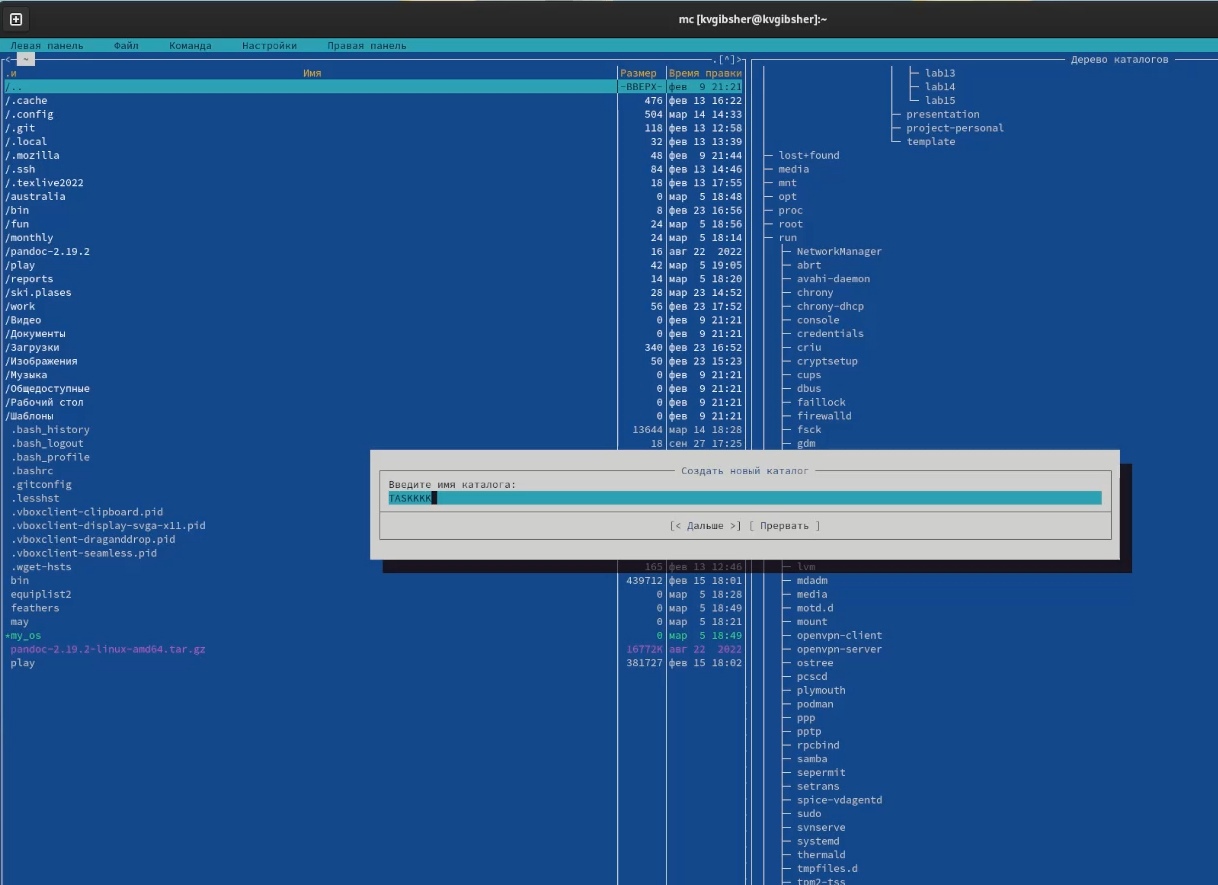 mc [kvgibsher@kvgibsher]:~
Левая панель Файл Команда Настройки Правая панель
<─ ~ ─.[^]>
.и Имя Размер Время правки
/.. -ВВЕРХ- фев 9 21:21
/.cache 476 фев 13 16:22
/.config 504 мар 14 14:33
/.git 118 фев 13 12:58
/.local 32 фев 13 13:39
/.mozilla 48 фев 9 21:44
/.ssh 84 фев 13 14:46
/.texlive2022 18 фев 13 17:55
/australia 0 мар 5 18:48
/bin 8 фев 23 16:56
/fun 24 мар 5 18:56
/monthly 24 мар 5 18:14
/pandoc-2.19.2 16 авг 22 2022
/play 42 мар 5 19:05
/reports 14 мар 5 18:20
/ski.plases 28 мар 23 14:52
/work 56 фев 23 17:52
/Видео 0 фев 9 21:21
/Документы 0 фев 9 21:21
/Загрузки 340 фев 23 16:52
/Изображения 50 фев 23 15:23
/Музыка 0 фев 9 21:21
/Общедоступные 0 фев 9 21:21
/Рабочий стол 0 фев 9 21:21
/Шаблоны 0 фев 9 21:21
.bash_history 13644 мар 14 18:28
.bash_logout 18 сен 27 17:25
.bash_profile
.bashrc
.gitconfig
.lesshst
.vboxclient-clipboard.pid
.vboxclient-display-svga-x11.pid
.vboxclient-draganddrop.pid
.vboxclient-seamless.pid
.wget-hsts 165 фев 13 12:46
bin 439712 фев 15 18:01
equiplist2 0 мар 5 18:28
feathers 0 мар 5 18:49
may 0 мар 5 18:21
*my_os 0 мар 5 18:49
pandoc-2.19.2-linux-amd64.tar.gz 16772K авг 22 2022
play 381727 фев 15 18:02
Дерево каталогов
lab13
lab14
lab15
presentation
project-personal
template
lost+found
media
mnt
opt
proc
root
run
NetworkManager
abrt
avahi-daemon
chrony
chrony-dhcp
console
credentials
criu
cryptsetup
cups
dbus
faillock
firewalld
fsck
gdm
lvm
mdadm
media
motd.d
mount
openvpn-client
openvpn-server
ostree
pcscd
plymouth
podman
ppp
pptp
rpcbind
samba
sepermit
setrans
spice-vdagentd
sudo
svnserve
systemd
thermald
tmpfiles.d
tpm2-tss
Создать новый каталог
Введите имя каталога:
TASKKKK
[< Дальше >] [ Прервать ]